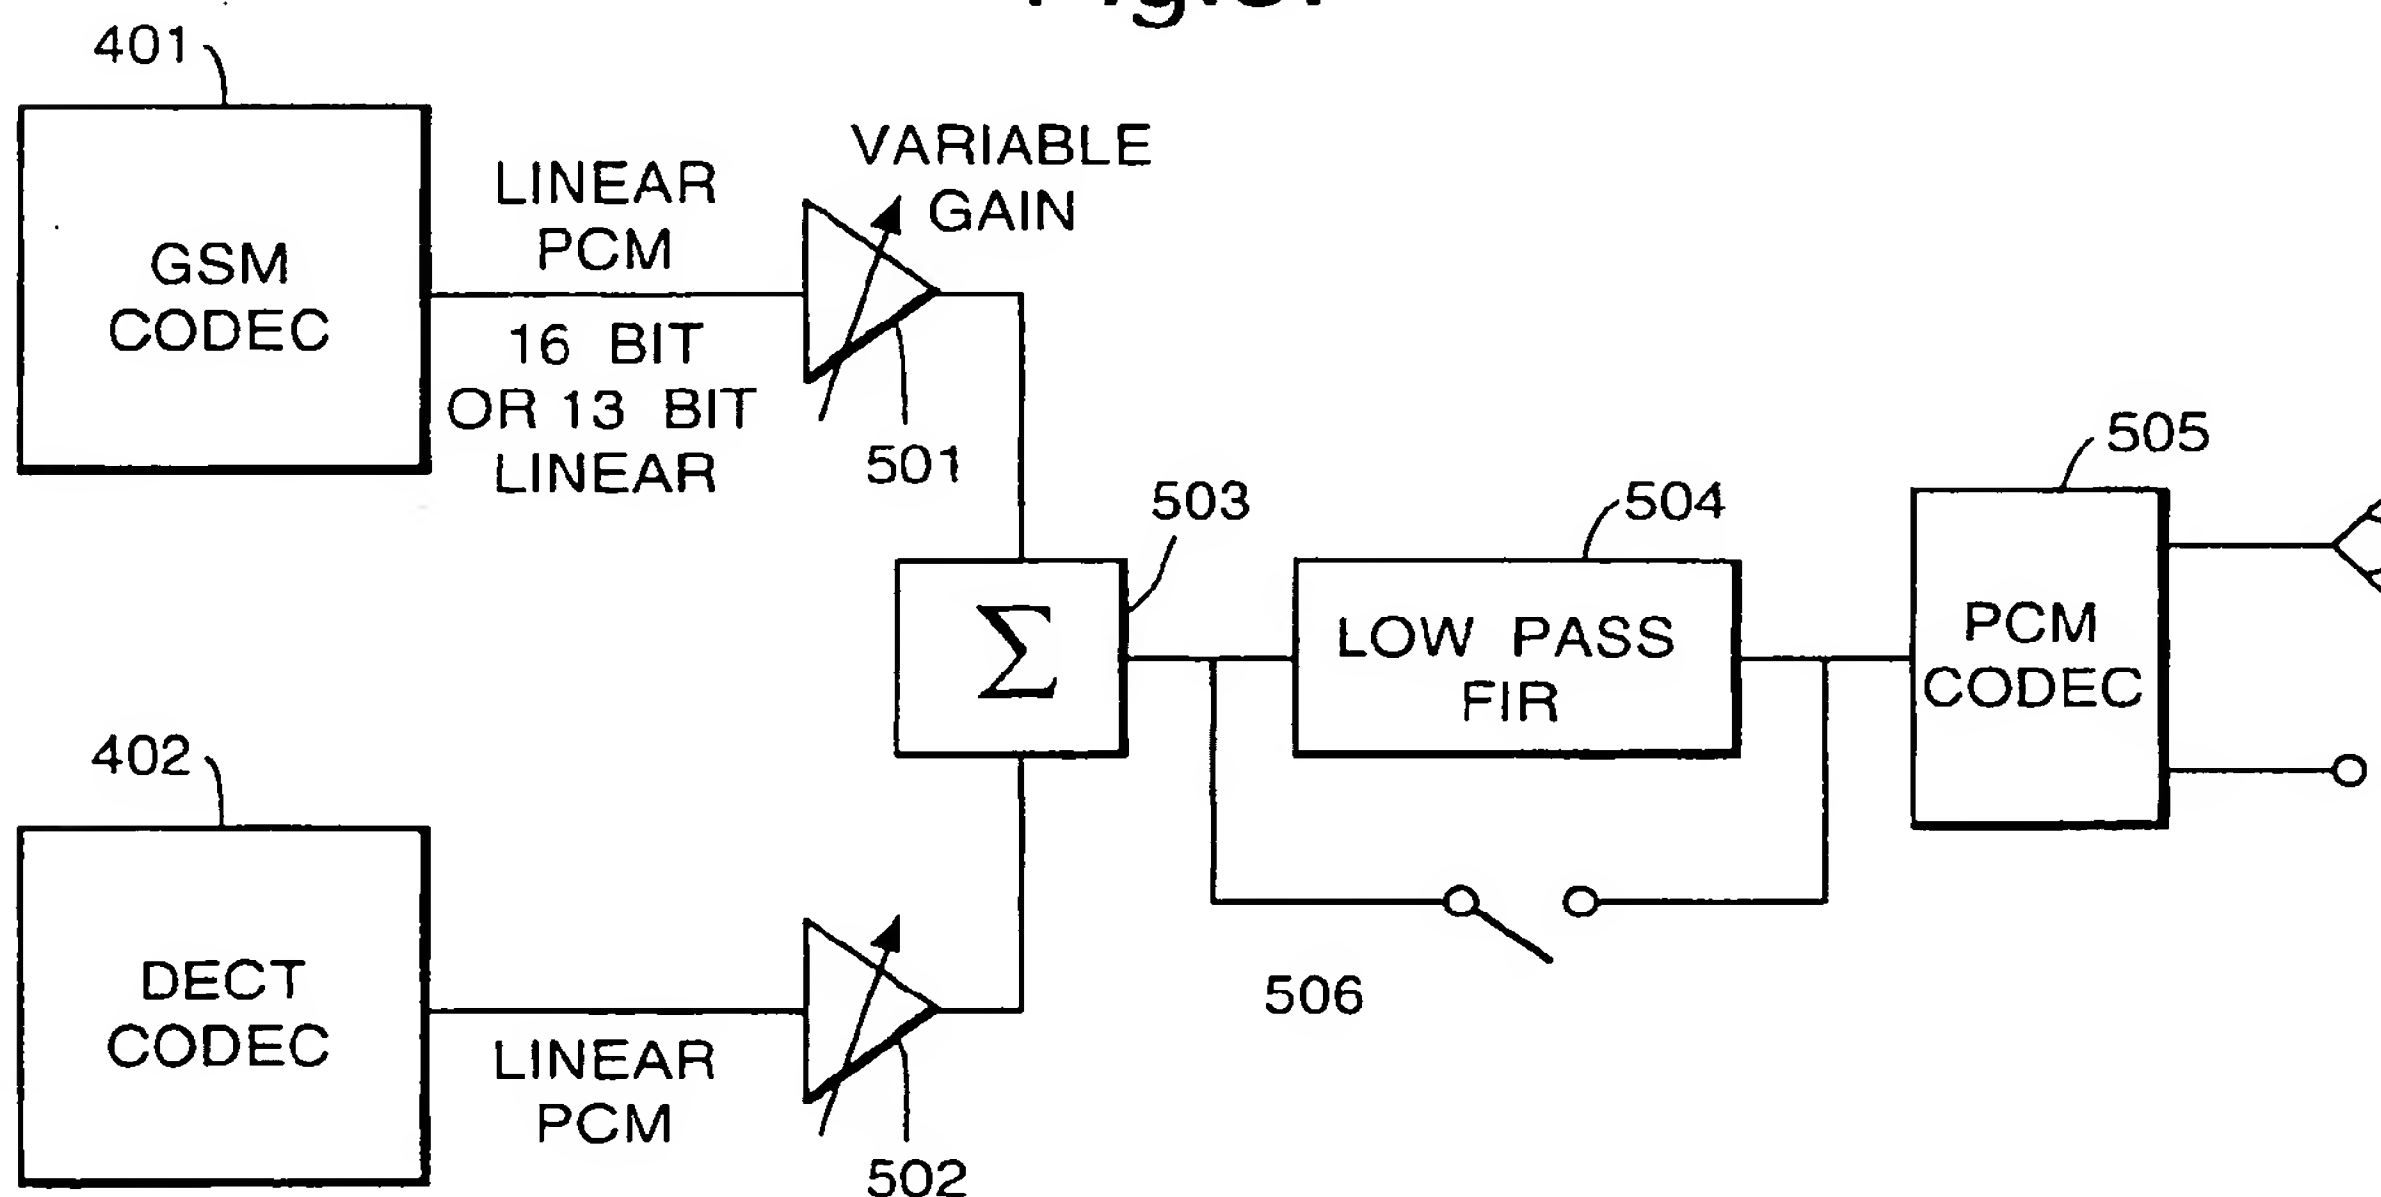 401
GSM
CODEC
LINEAR
PCM
16 BIT
OR 13 BIT
LINEAR
VARIABLE
GAIN
501
503
Σ
504
LOW PASS
FIR
505
PCM
CODEC
506
402
DECT
CODEC
LINEAR
PCM
502